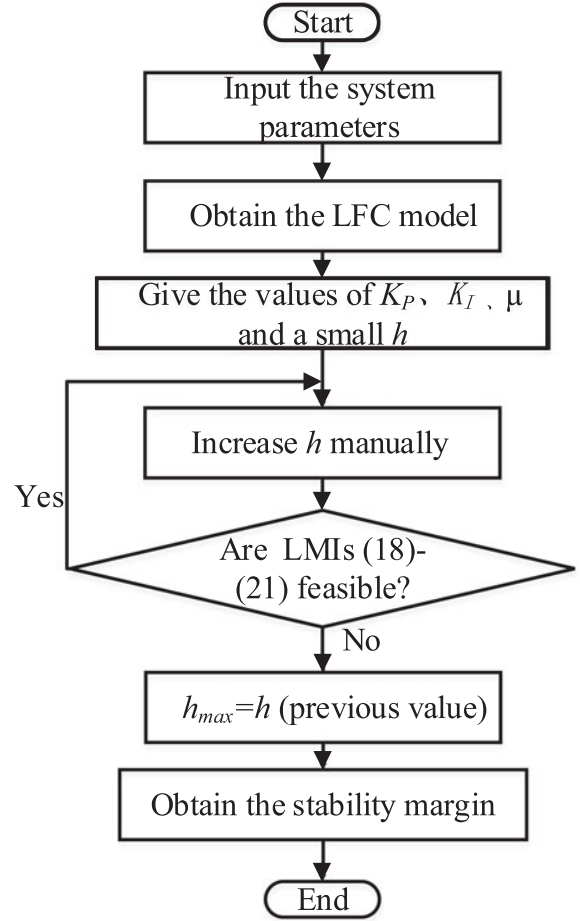 Start
Input the system
parameters
Obtain the LFC model
Give the values of K_P、K_I、μ
and a small h
Increase h manually
Yes
Are LMIs (18)-
(21) feasible?
No
h_max=h (previous value)
Obtain the stability margin
End